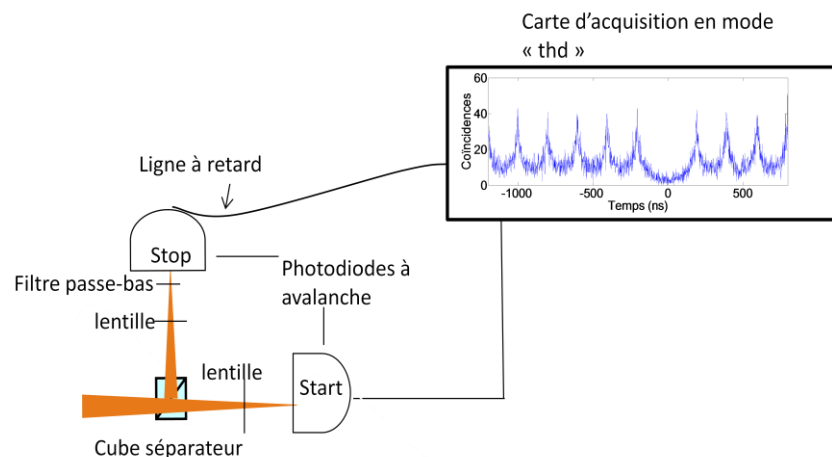 Carte d'acquisition en mode
« thd »
60
40
20
0
Coïncidences
-1000
-500
0
500
Temps (ns)
Ligne à retard
Stop
Photodiodes à
avalanche
Filtre passe-bas
lentille
lentille
Start
Cube séparateur